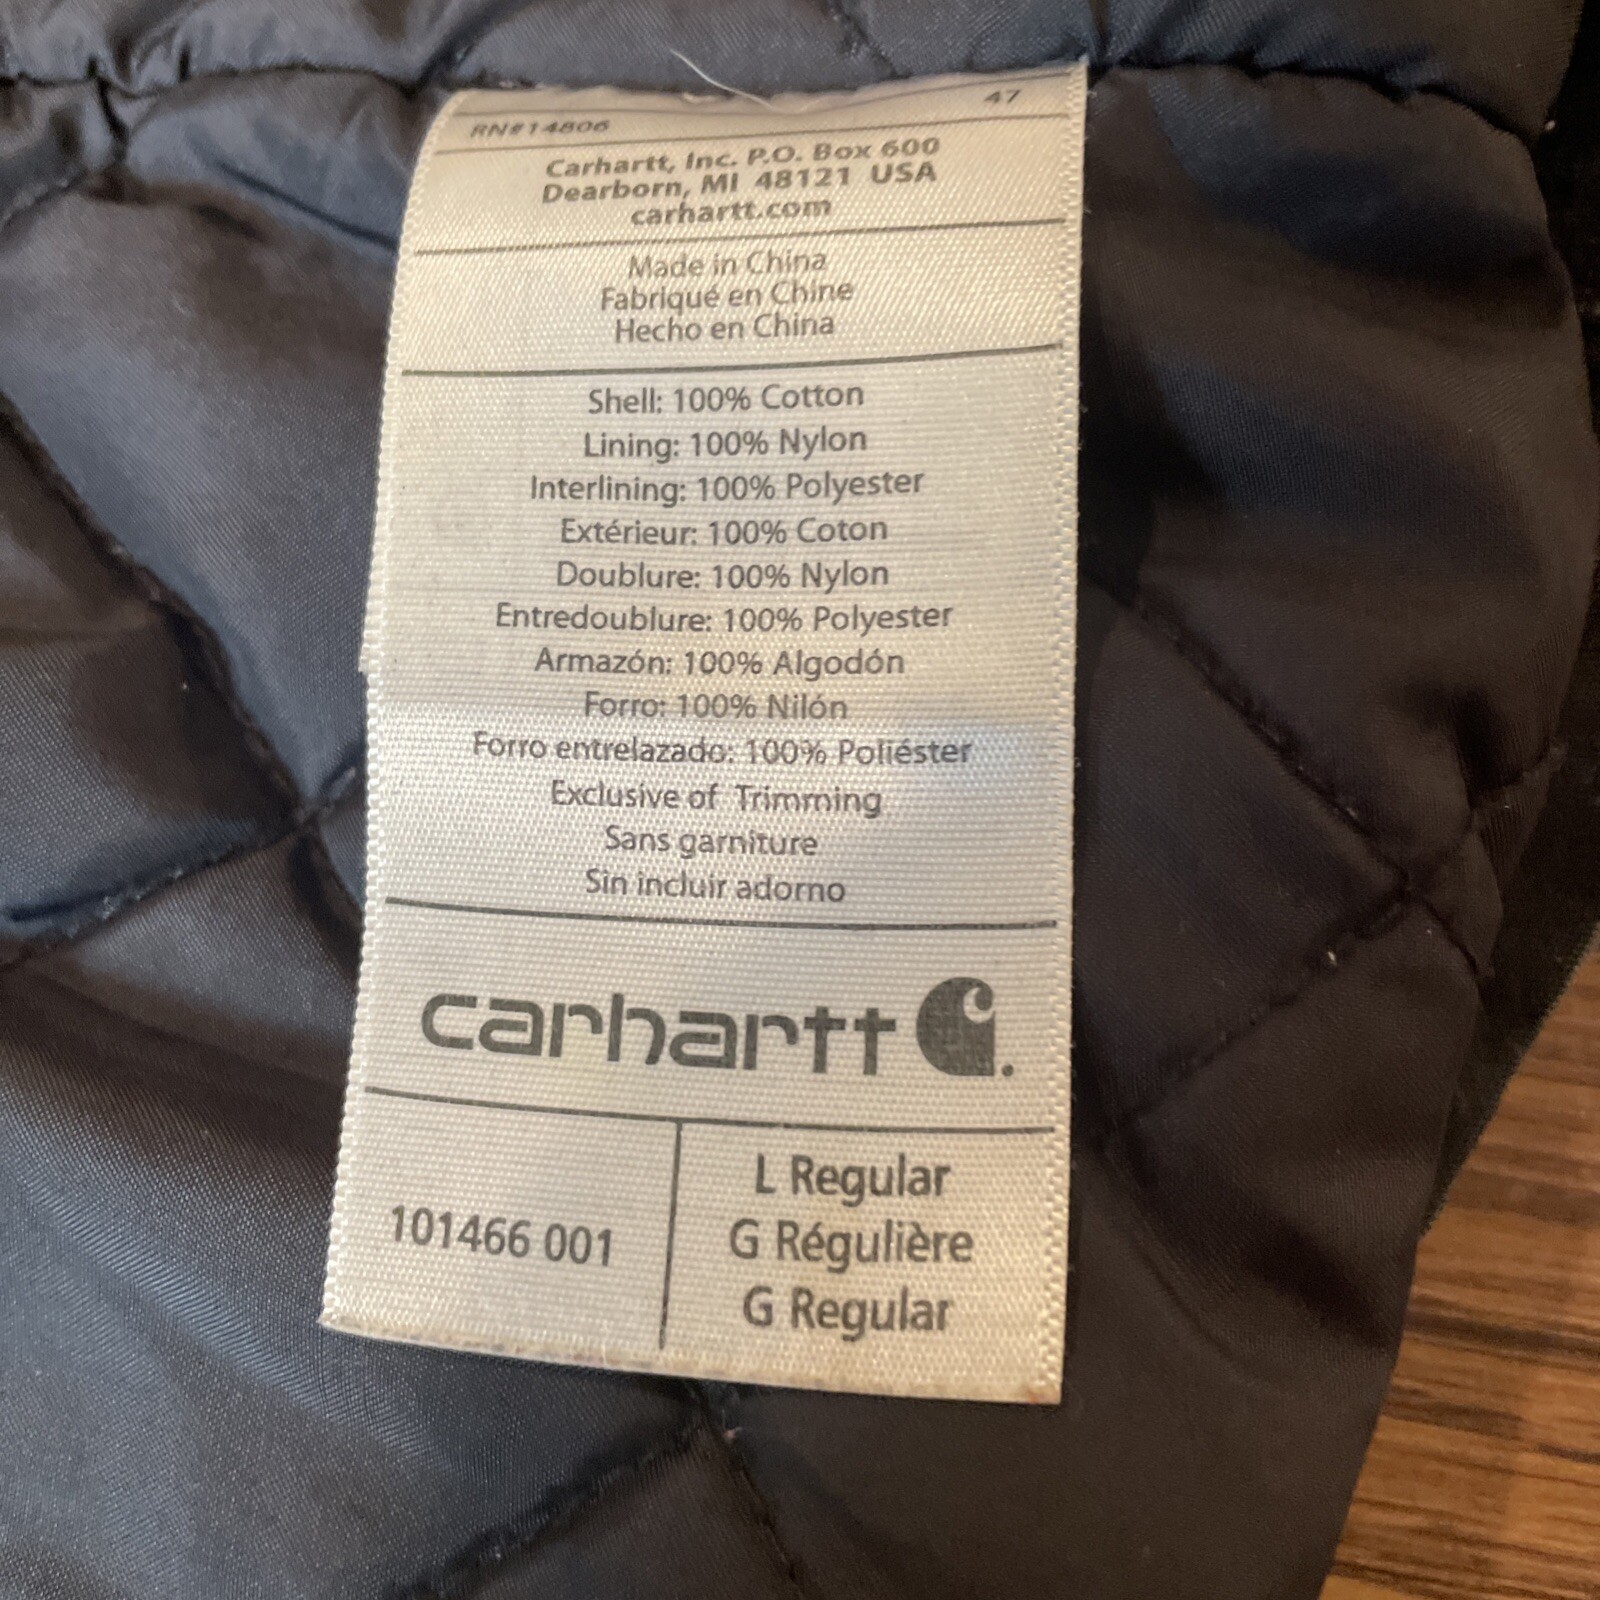 47
RN#14806
Carhartt, Inc. P.O. Box 600
Dearborn, MI 48121 USA
carhartt.com
Made in China
Fabriqué en Chine
Hecho en China
Shell: 100% Cotton
Lining: 100% Nylon
Interlining: 100% Polyester
Extérieur: 100% Coton
Doublure: 100% Nylon
Entredoublure: 100% Polyester
Armazón: 100% Algodón
Forro: 100% Nilón
Forro entrelazado: 100% Poliéster
Exclusive of Trimming
Sans garniture
Sin incluir adorno
carhartt
101466 001
L Regular
G Régulière
G Regular